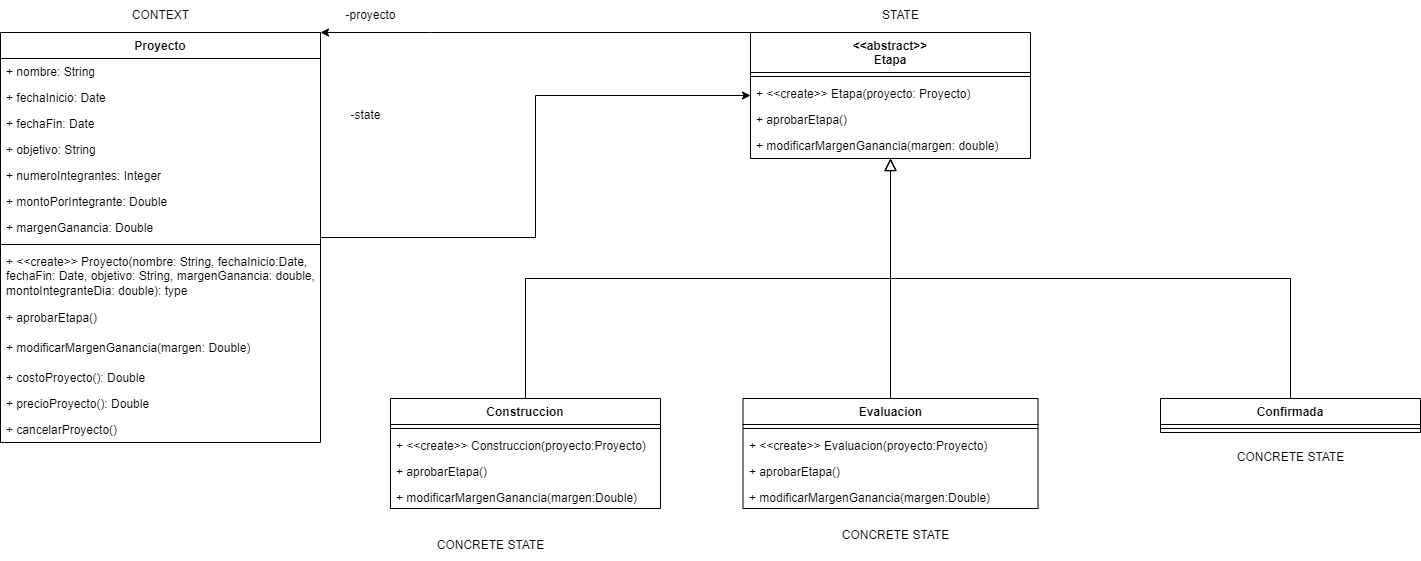 CONTEXT
-proyecto
STATE
Proyecto
+ nombre: String
+ fechaInicio: Date
+ fechaFin: Date
+ objetivo: String
+ numeroIntegrantes: Integer
+ montoPorIntegrante: Double
+ margenGanancia: Double
+ <<create>> Proyecto(nombre: String, fechaInicio:Date,
fechaFin: Date, objetivo: String, margenGanancia: double,
montoIntegranteDia: double): type
+ aprobarEtapa()
+ modificarMargenGanancia(margen: Double)
+ costoProyecto(): Double
+ precioProyecto(): Double
+ cancelarProyecto()
-state
<<abstract>>
Etapa
+ <<create>> Etapa(proyecto: Proyecto)
+ aprobarEtapa()
+ modificarMargenGanancia(margen: double)
Construccion
+ <<create>> Construccion(proyecto:Proyecto)
+ aprobarEtapa()
+ modificarMargenGanancia(margen:Double)
CONCRETE STATE
Evaluacion
+ <<create>> Evaluacion(proyecto:Proyecto)
+ aprobarEtapa()
+ modificarMargenGanancia(margen:Double)
CONCRETE STATE
Confirmada
CONCRETE STATE